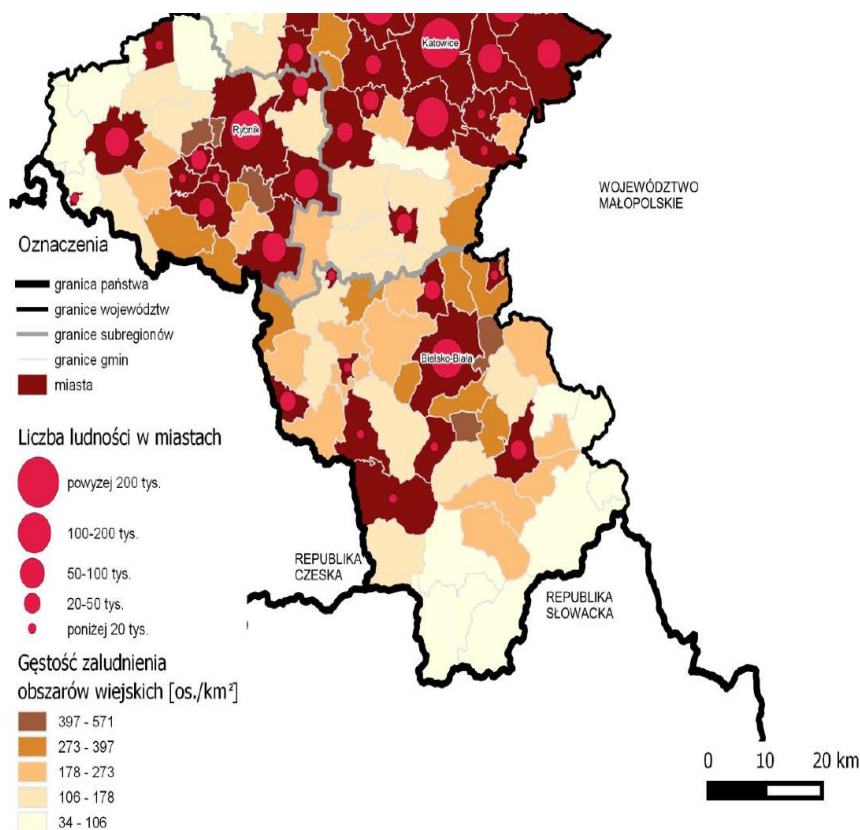 Katowice
Rybnik
WOJEWÓDZTWO
MAŁOPOLSKIE
Oznaczenia
granica państwa
granice województw
granice subregionów
granice gmin
miasta
Bielsko-Biała
Liczba ludności w miastach
powyżej 200 tys.
100-200 tys.
50-100 tys.
20-50 tys.
poniżej 20 tys.
REPUBLIKA
CZESKA
REPUBLIKA
SŁOWACKA
Gęstość zaludnienia
obszarów wiejskich [os./km²]
397 - 571
273 - 397
178 - 273
106 - 178
34 - 106
0 10 20 km